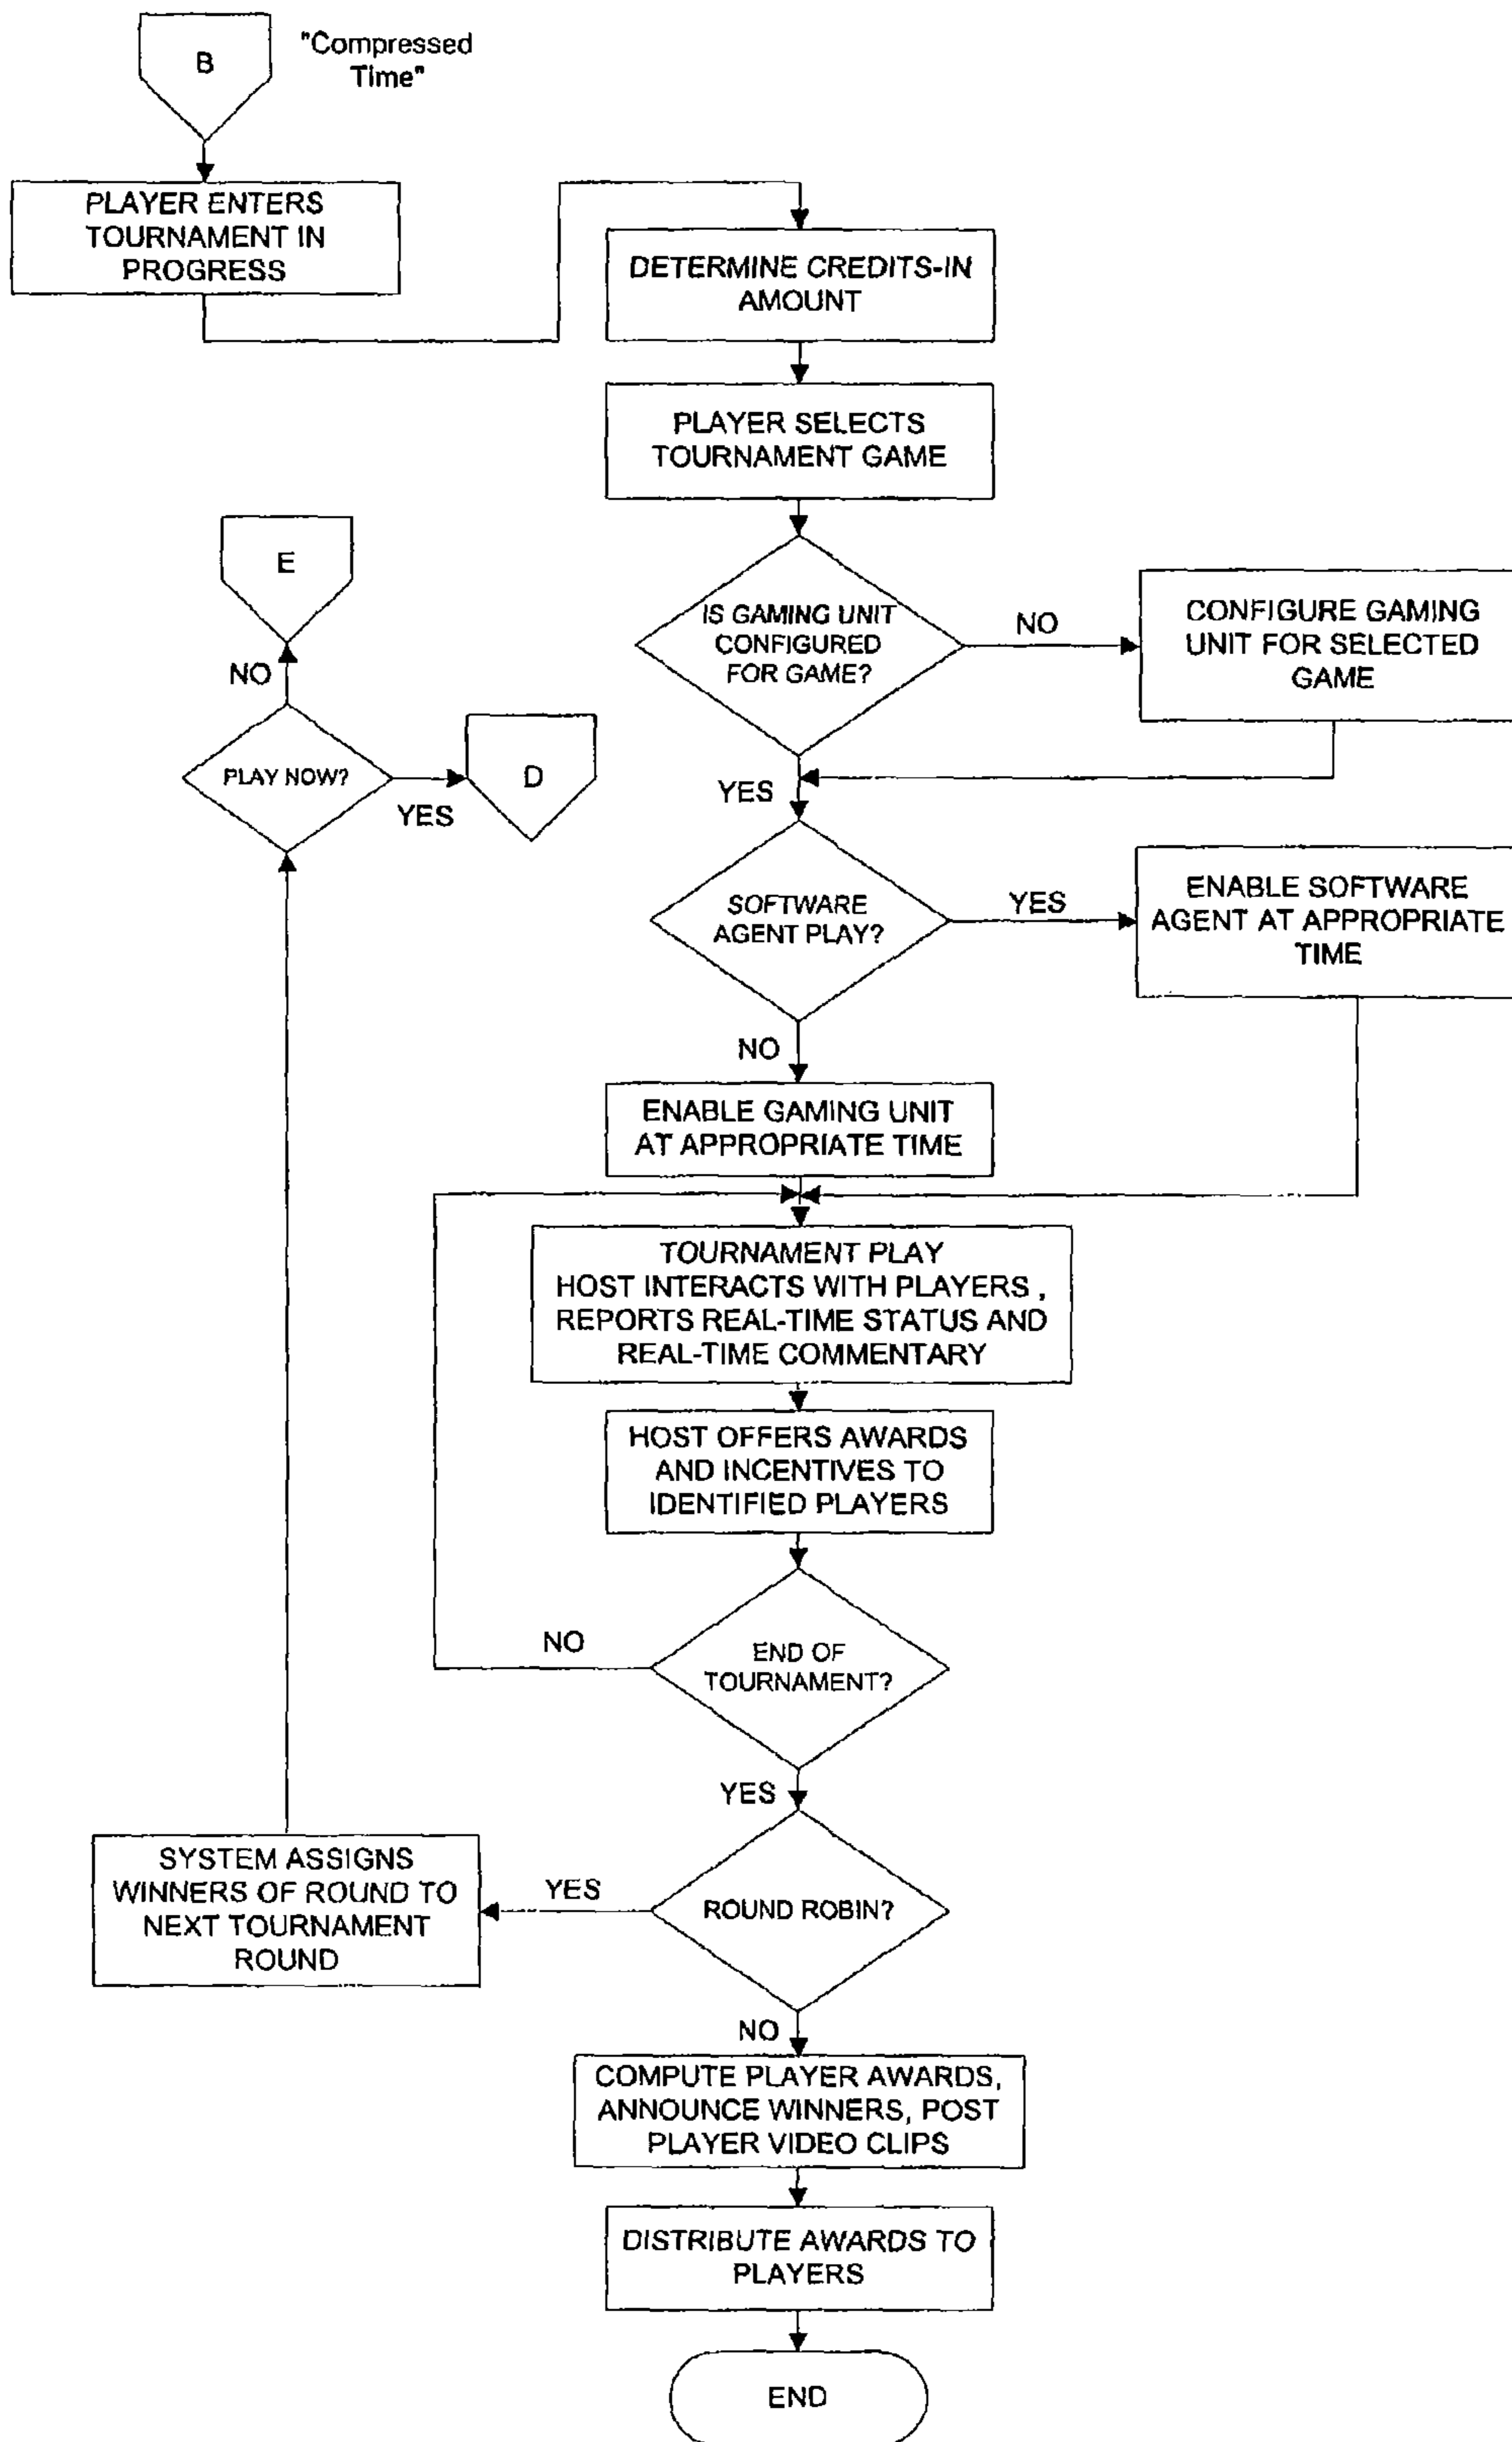 B
"Compressed
Time"
PLAYER ENTERS
TOURNAMENT IN
PROGRESS
DETERMINE CREDITS-IN
AMOUNT
PLAYER SELECTS
TOURNAMENT GAME
IS GAMING UNIT
CONFIGURED
FOR GAME?
NO
CONFIGURE GAMING
UNIT FOR SELECTED
GAME
YES
E
NO
PLAY NOW?
YES
D
SOFTWARE
AGENT PLAY?
YES
ENABLE SOFTWARE
AGENT AT APPROPRIATE
TIME
NO
ENABLE GAMING UNIT
AT APPROPRIATE TIME
TOURNAMENT PLAY
HOST INTERACTS WITH PLAYERS ,
REPORTS REAL-TIME STATUS AND
REAL-TIME COMMENTARY
HOST OFFERS AWARDS
AND INCENTIVES TO
IDENTIFIED PLAYERS
NO
END OF
TOURNAMENT?
YES
ROUND ROBIN?
YES
SYSTEM ASSIGNS
WINNERS OF ROUND TO
NEXT TOURNAMENT
ROUND
NO
COMPUTE PLAYER AWARDS,
ANNOUNCE WINNERS, POST
PLAYER VIDEO CLIPS
DISTRIBUTE AWARDS TO
PLAYERS
END